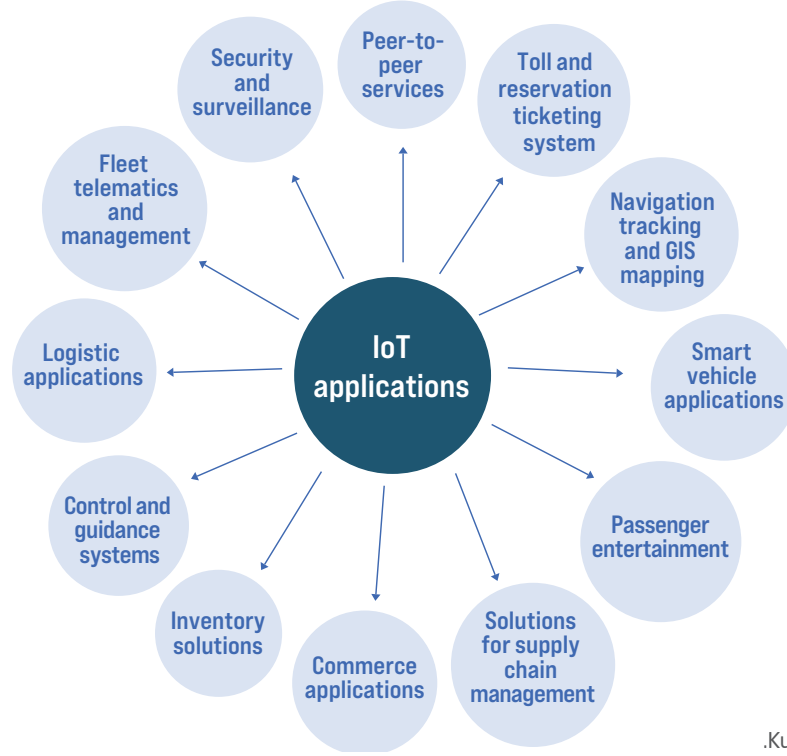 Peer-to-
peer
services
Toll and
reservation
ticketing
system
Navigation
tracking
and GIS
mapping
Smart
vehicle
applications
Passenger
entertainment
Solutions
for supply
chain
management
Commerce
applications
Inventory
solutions
Control and
guidance
systems
Logistic
applications
Fleet
telematics
and
management
Security
and
surveillance
IoT
applications
.Ku